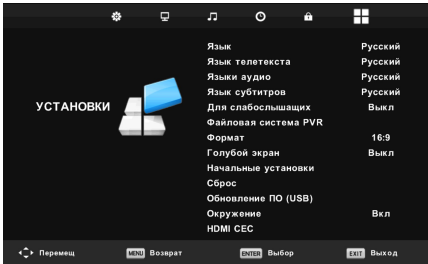 Язык Русский
Язык телетекста Русский
Языки аудио Русский
Язык субтитров Русский
УСТАНОВКИ
Для слабослышащих Выкл
Файловая система PVR
Формат 16:9
Голубой экран Выкл
Начальные установки
Сброс
Обновление ПО (USB)
Окружение Вкл
HDMI CEC
Перемещ MENU Возврат ENTER Выбор EXIT Выход